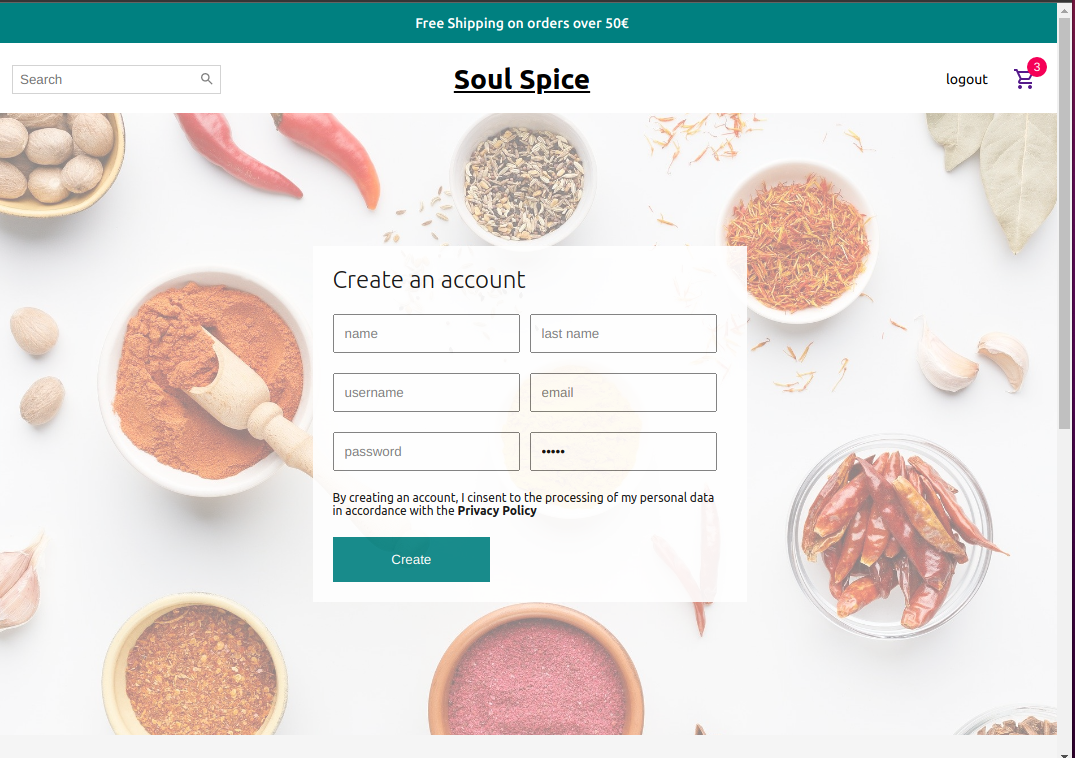 Free Shipping on orders over 50€
Search
Soul Spice
logout
3
Create an account
name
last name
username
email
password
•••••
By creating an account, I cinsent to the processing of my personal data
in accordance with the Privacy Policy
Create